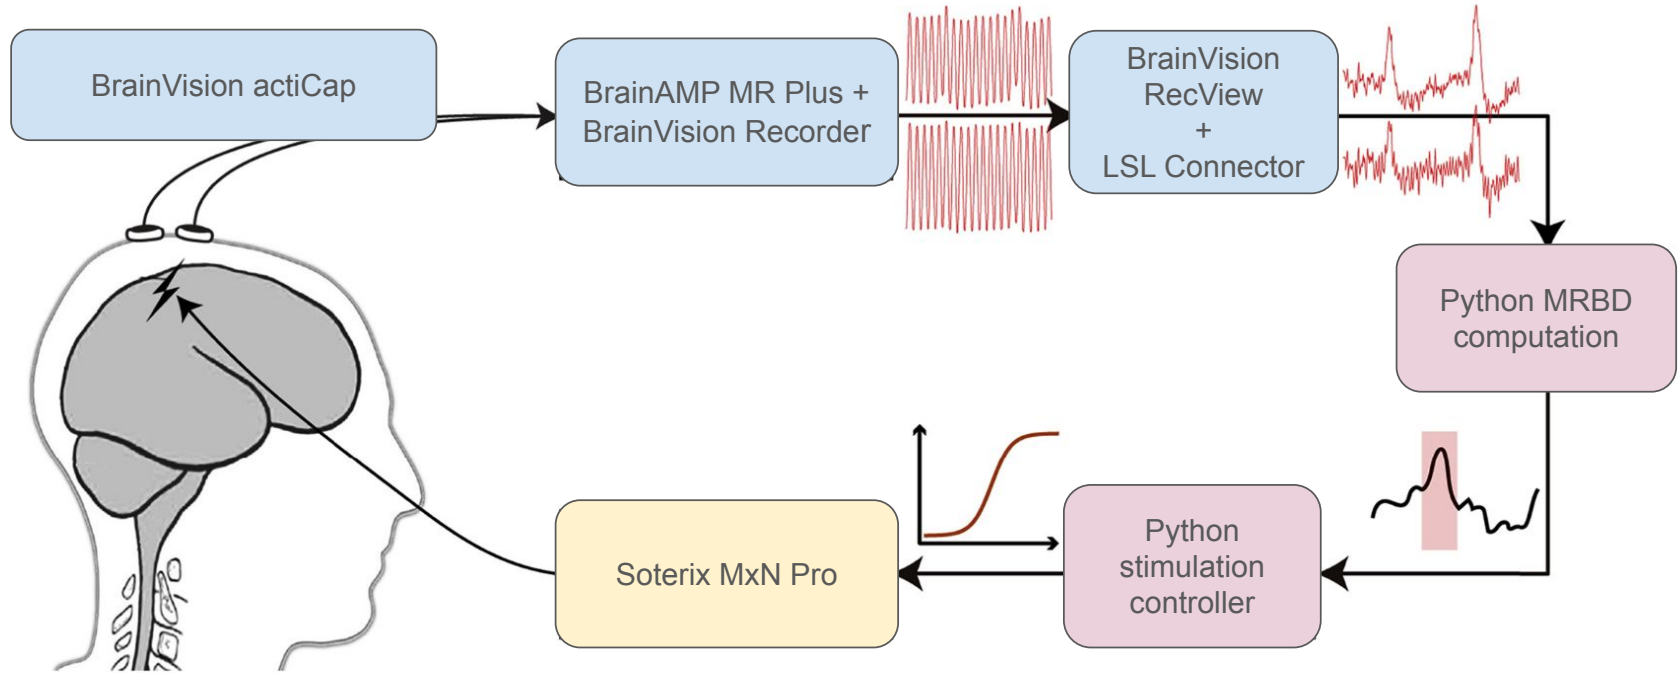 BrainVision actiCap
BrainAMP MR Plus +
BrainVision Recorder
BrainVision
RecView
+
LSL Connector
Python MRBD
computation
Python
stimulation
controller
Soterix MxN Pro